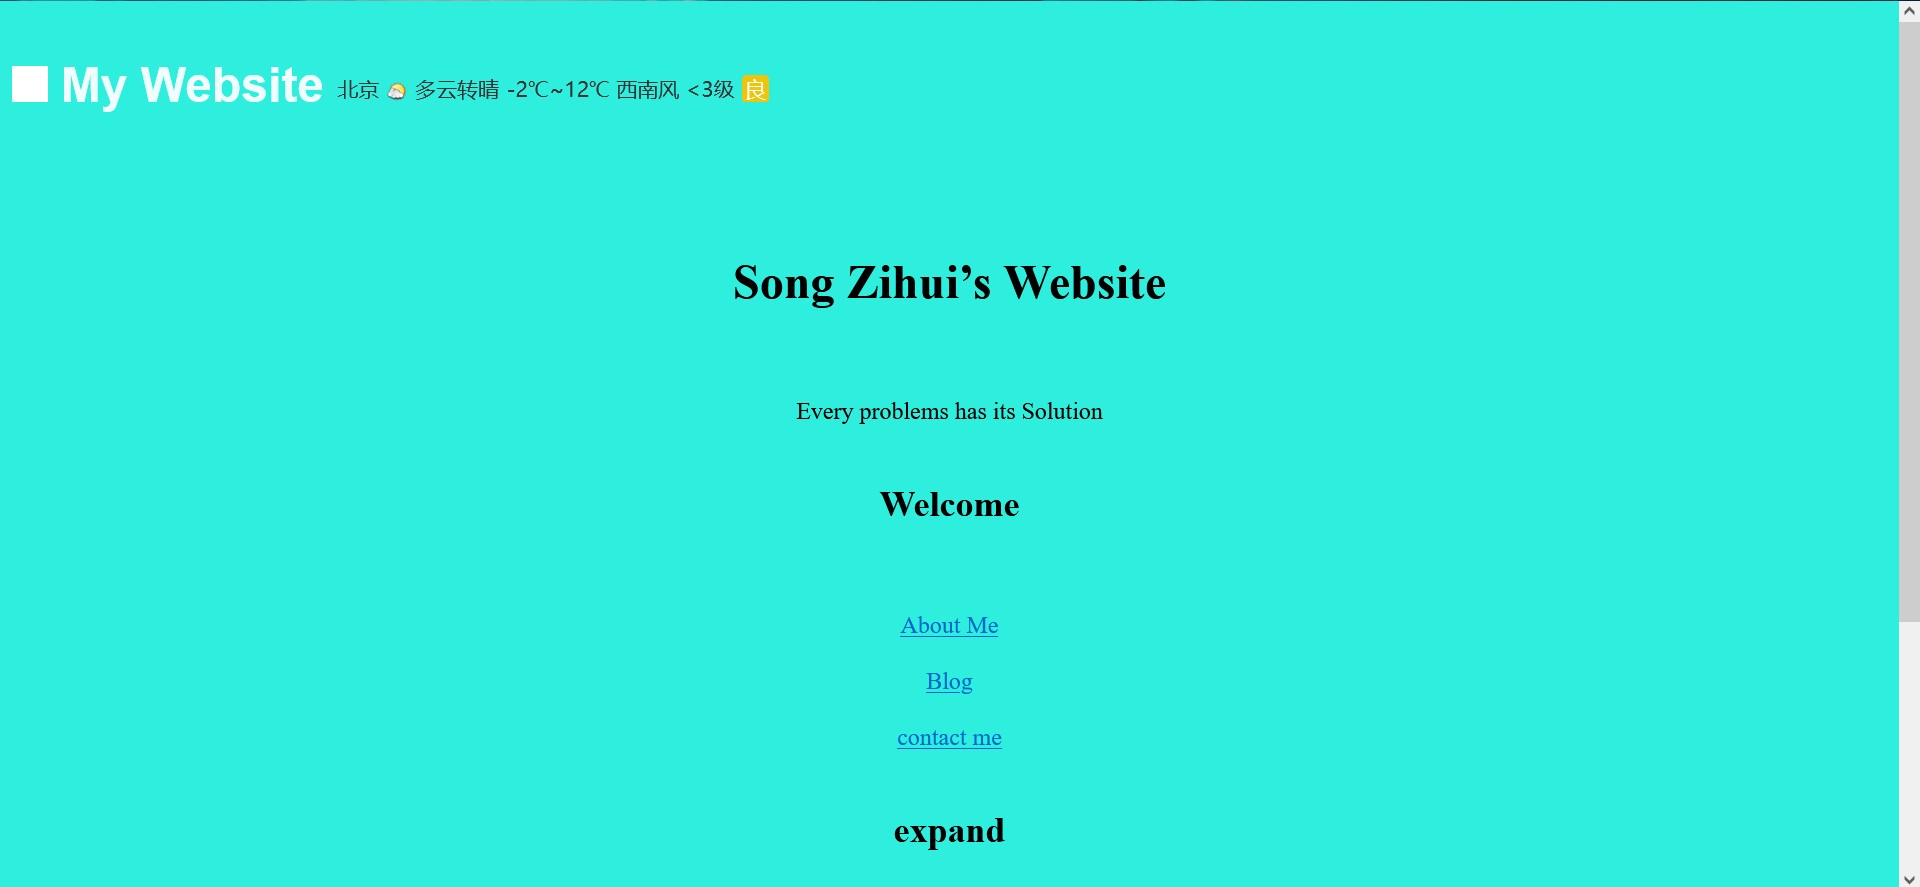 My Website 北京 多云转晴 -2℃~12℃ 西南风 <3级 良
Song Zihui’s Website
Every problems has its Solution
Welcome
About Me
Blog
contact me
expand